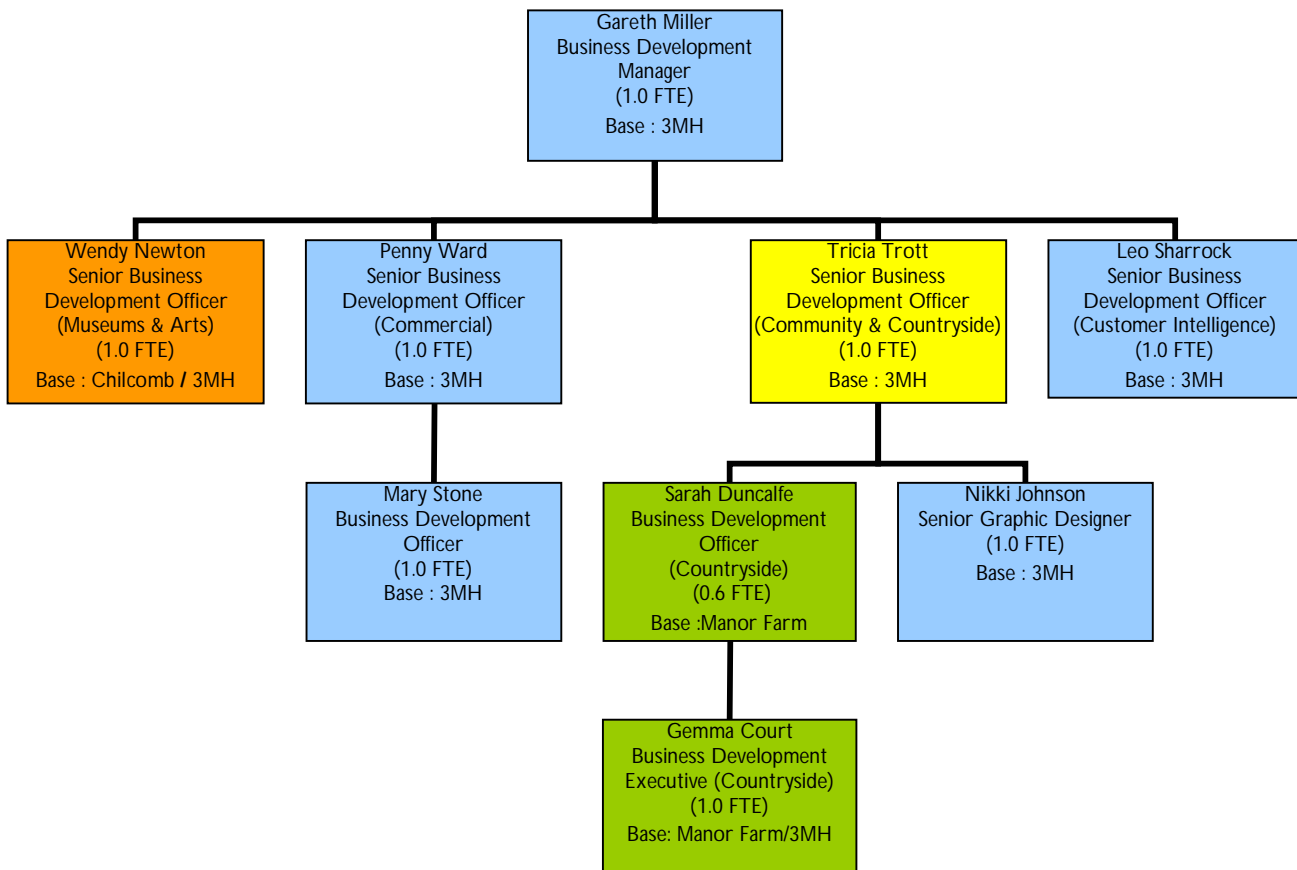 Gareth Miller
Business Development
Manager
(1.0 FTE)
Base : 3MH
Wendy Newton
Senior Business
Development Officer
(Museums & Arts)
(1.0 FTE)
Base : Chilcomb / 3MH
Penny Ward
Senior Business
Development Officer
(Commercial)
(1.0 FTE)
Base : 3MH
Tricia Trott
Senior Business
Development Officer
(Community & Countryside)
(1.0 FTE)
Base : 3MH
Leo Sharrock
Senior Business
Development Officer
(Customer Intelligence)
(1.0 FTE)
Base : 3MH
Mary Stone
Business Development
Officer
(1.0 FTE)
Base : 3MH
Sarah Duncalfe
Business Development
Officer
(Countryside)
(0.6 FTE)
Base :Manor Farm
Nikki Johnson
Senior Graphic Designer
(1.0 FTE)
Base : 3MH
Gemma Court
Business Development
Executive (Countryside)
(1.0 FTE)
Base: Manor Farm/3MH